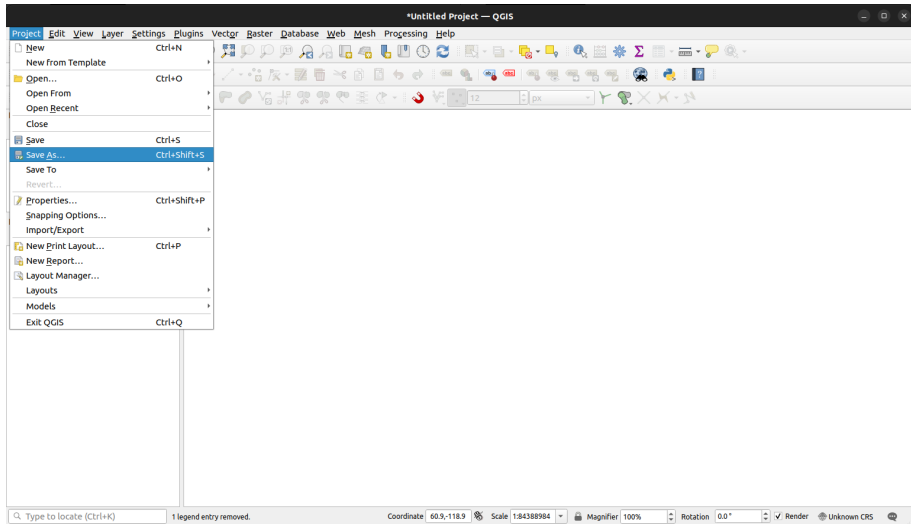 *Untitled Project — QGIS
Project Edit View Layer Settings Plugins Vector Raster Database Web Mesh Processing Help
New Ctrl+N
New from Template
Open... Ctrl+O
Open From
Open Recent
Close
Save Ctrl+S
Save As... Ctrl+Shift+S
Save To
Revert...
Properties... Ctrl+Shift+P
Snapping Options...
Import/Export
New Print Layout... Ctrl+P
New Report...
Layout Manager...
Layouts
Models
Exit QGIS Ctrl+Q
12 px
Type to locate (Ctrl+K) 1 legend entry removed. Coordinate 60.9,-118.9 Scale 1:84388984 Magnifier 100% Rotation 0.0 ° Render Unknown CRS